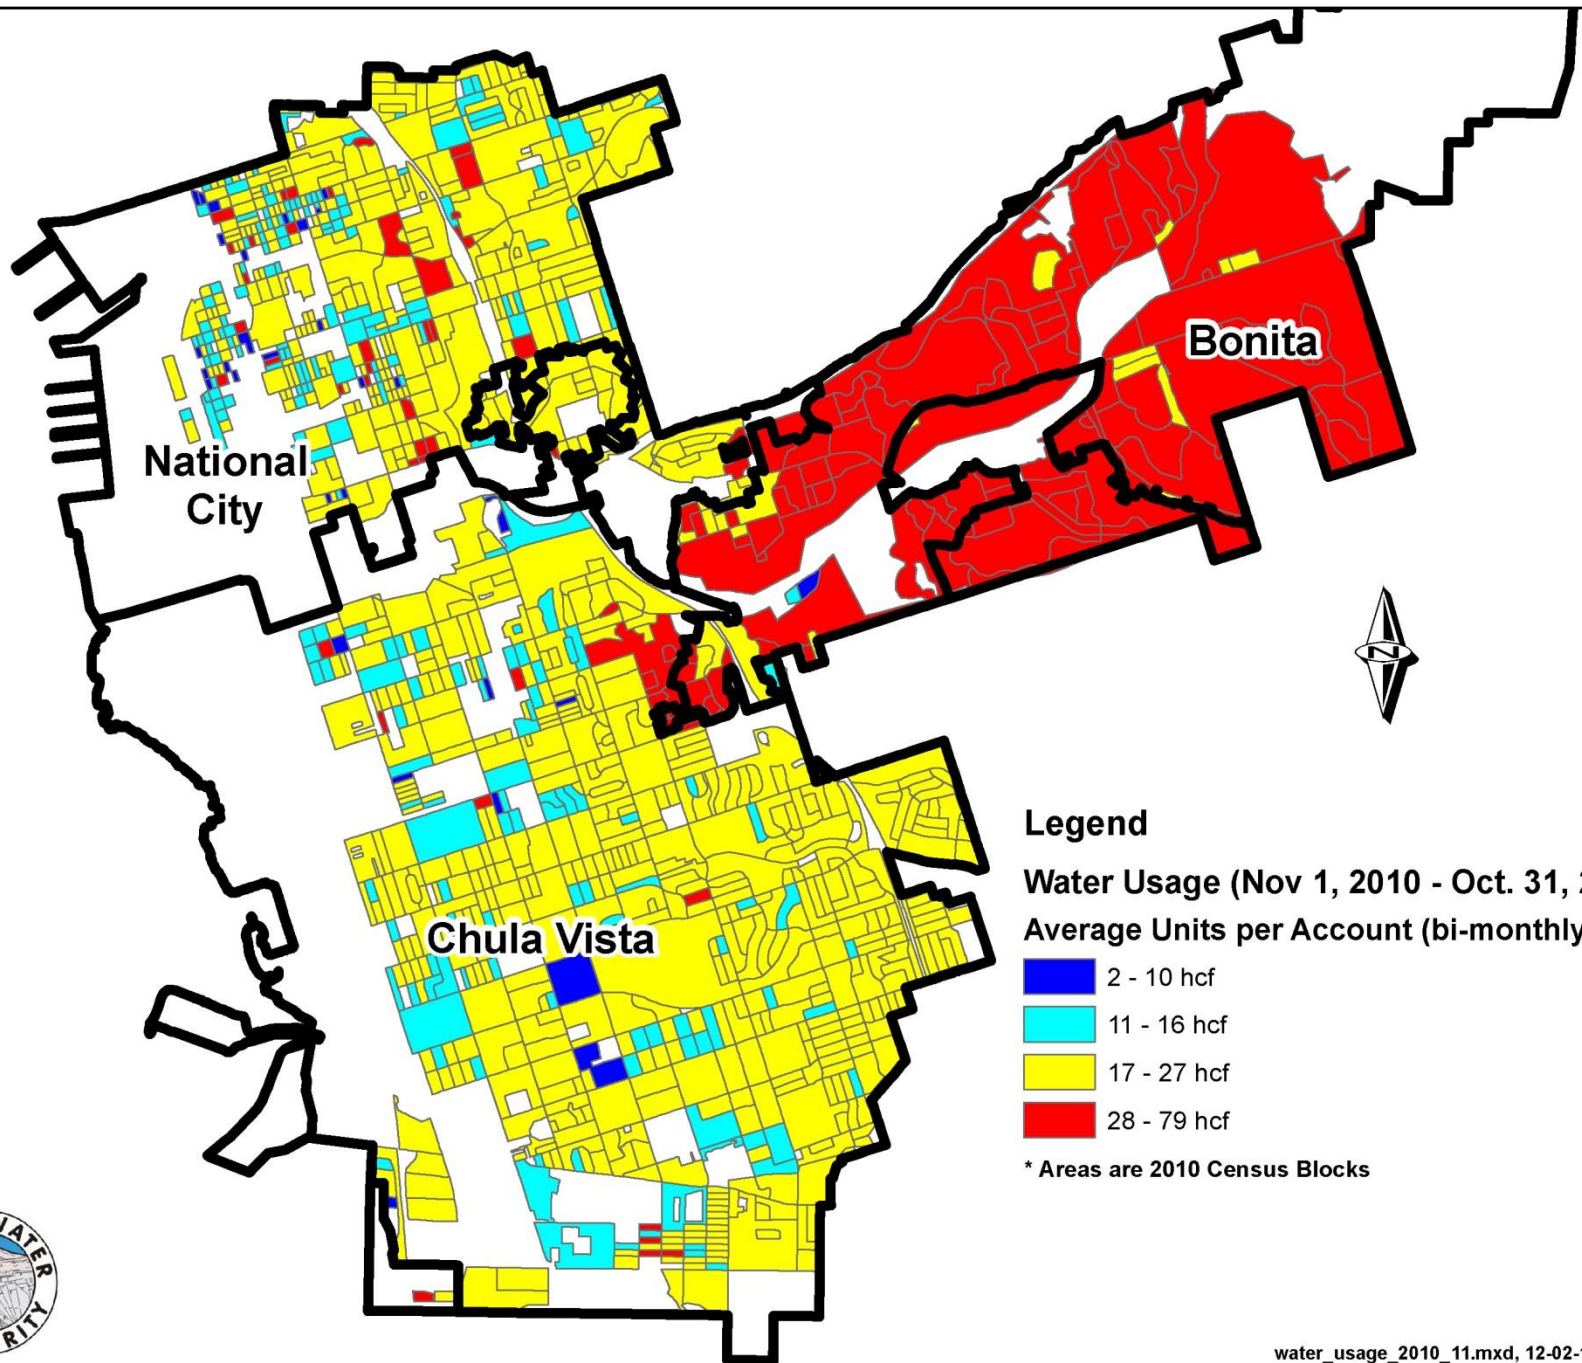 National
City
Bonita
Chula Vista
N
Legend
Water Usage (Nov 1, 2010 - Oct. 31,
Average Units per Account (bi-monthly
2 - 10 hcf
11 - 16 hcf
17 - 27 hcf
28 - 79 hcf
* Areas are 2010 Census Blocks
water_usage_2010_11.mxd, 12-02-